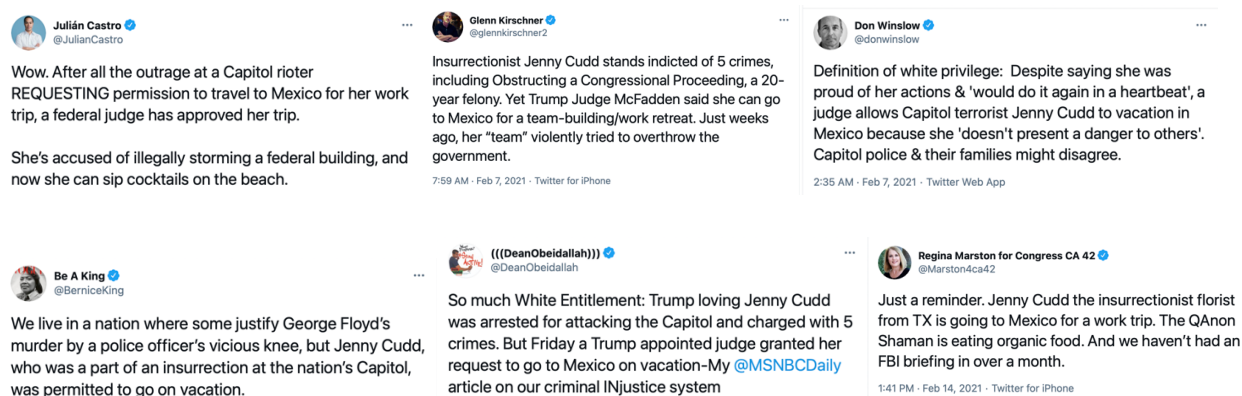 Julián Castro
@JulianCastro
Wow. After all the outrage at a Capitol rioter
REQUESTING permission to travel to Mexico for her work
trip, a federal judge has approved her trip.
She's accused of illegally storming a federal building, and
now she can sip cocktails on the beach.
Glenn Kirschner
@glennkirschner2
Insurrectionist Jenny Cudd stands indicted of 5 crimes,
including Obstructing a Congressional Proceeding, a 20-
year felony. Yet Trump Judge McFadden said she can go
to Mexico for a team-building/work retreat. Just weeks
ago, her “team” violently tried to overthrow the
government.
7:59 AM · Feb 7, 2021 · Twitter for iPhone
Don Winslow
@donwinslow
Definition of white privilege: Despite saying she was
proud of her actions & 'would do it again in a heartbeat', a
judge allows Capitol terrorist Jenny Cudd to vacation in
Mexico because she 'doesn't present a danger to others'.
Capitol police & their families might disagree.
2:35 AM · Feb 7, 2021 · Twitter Web App
Be A King
@BerniceKing
We live in a nation where some justify George Floyd's
murder by a police officer's vicious knee, but Jenny Cudd,
who was a part of an insurrection at the nation's Capitol,
was permitted to go on vacation.
(((DeanObeidallah)))
@DeanObeidallah
So much White Entitlement: Trump loving Jenny Cudd
was arrested for attacking the Capitol and charged with 5
crimes. But Friday a Trump appointed judge granted her
request to go to Mexico on vacation-My @MSNBCDaily
article on our criminal INjustice system
Regina Marston for Congress CA 42
@Marston4ca42
Just a reminder. Jenny Cudd the insurrectionist florist
from TX is going to Mexico for a work trip. The QAnon
Shaman is eating organic food. And we haven't had an
FBI briefing in over a month.
1:41 PM · Feb 14, 2021 · Twitter for iPhone